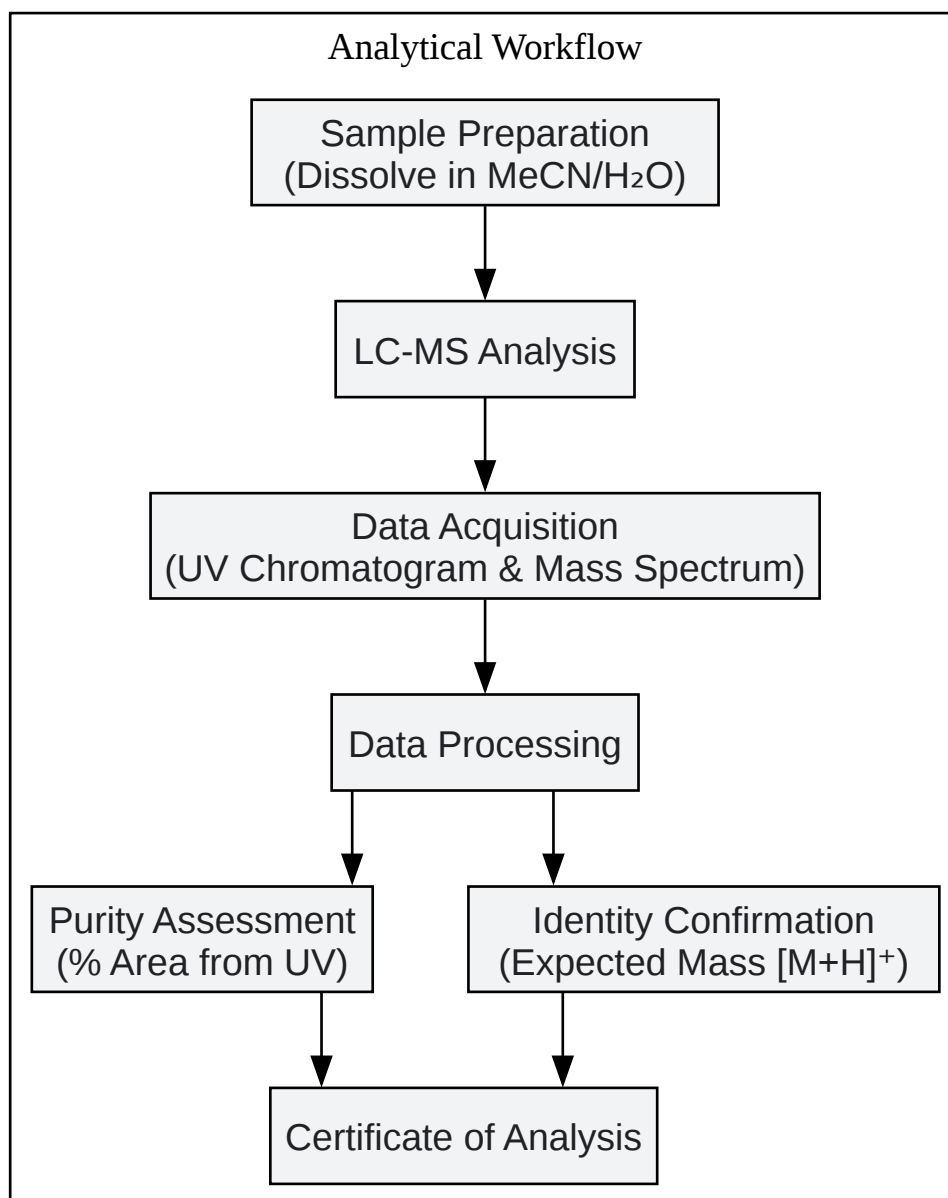 Analytical Workflow
Sample Preparation
(Dissolve in MeCN/H₂O)
LC-MS Analysis
Data Acquisition
(UV Chromatogram & Mass Spectrum)
Data Processing
Purity Assessment
(% Area from UV)
Identity Confirmation
(Expected Mass [M+H]⁺)
Certificate of Analysis